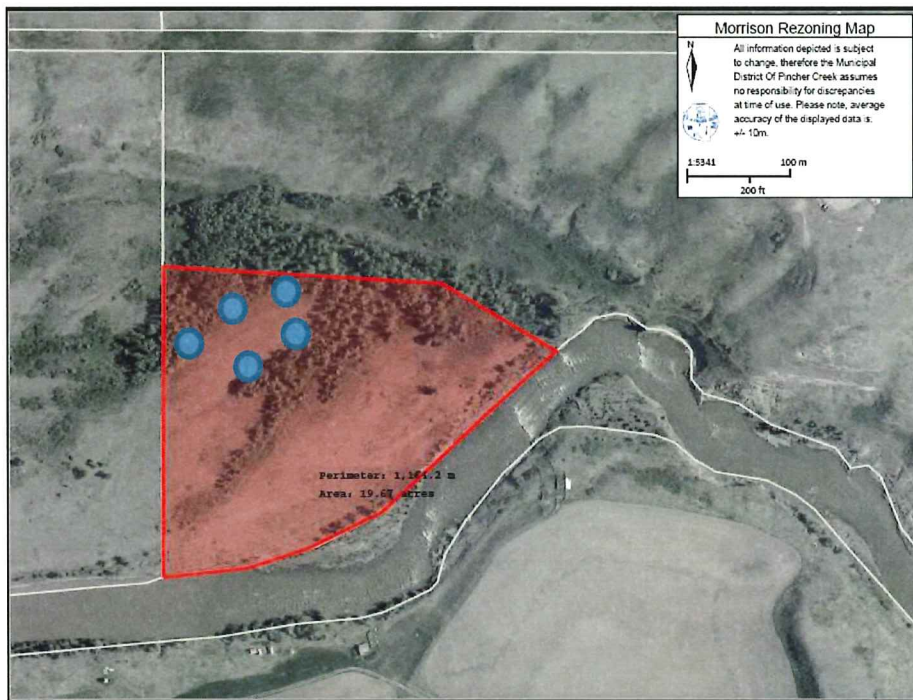 Morrison Rezoning Map
N
All information depicted is subject
to change, therefore the Municipal
District Of Pincher Creek assumes
no responsibility for discrepancies
at time of use. Please note, average
accuracy of the displayed data is:
+/- 10m.
1:5341 100 m
200 ft
Perimeter: m
Area: 19.67 acres